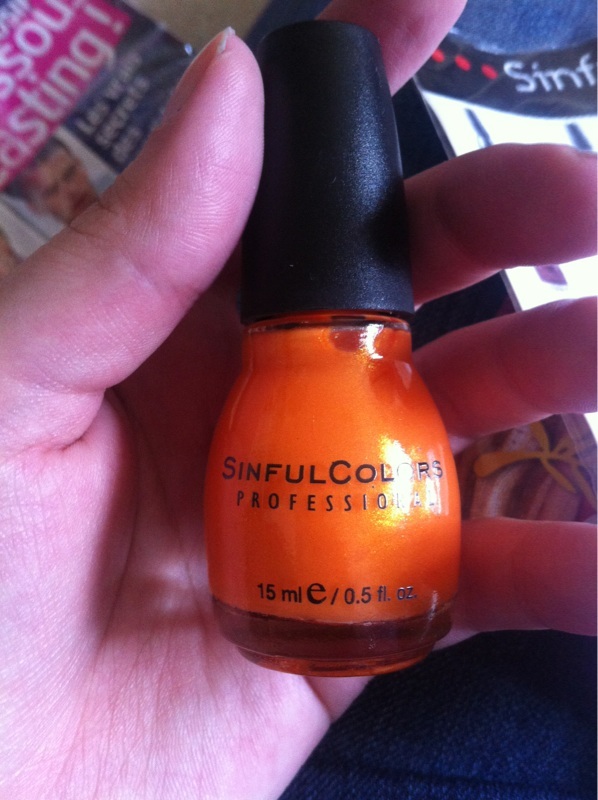 Sinf
SINFULCOLORS
PROFESSIONAL
15 ml e / 0.5 fl. oz.